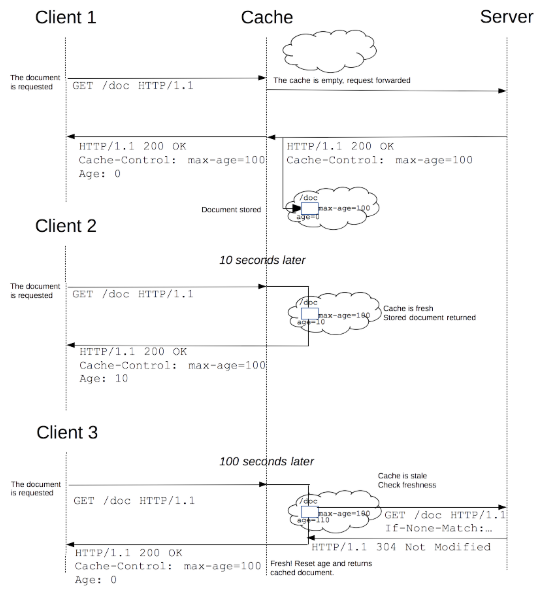 Client 1
Cache
Server
The document
is requested
GET /doc HTTP/1.1
The cache is empty, request forwarded
HTTP/1.1 200 OK
Cache-Control: max-age=100
Age: 0
HTTP/1.1 200 OK
Cache-Control: max-age=100
Document stored
/doc
max-age=100
age=0
Client 2
10 seconds later
The document
is requested
GET /doc HTTP/1.1
/doc
max-age=100
age=10
Cache is fresh
Stored document returned
HTTP/1.1 200 OK
Cache-Control: max-age=100
Age: 10
Client 3
100 seconds later
The document
is requested
GET /doc HTTP/1.1
Cache is stale
Check freshness
/doc
max-age=100
age=110
GET /doc HTTP/1.1
If-None-Match:…
HTTP/1.1 304 Not Modified
HTTP/1.1 200 OK
Cache-Control: max-age=100
Age: 0
Fresh! Reset age and returns
cached document.